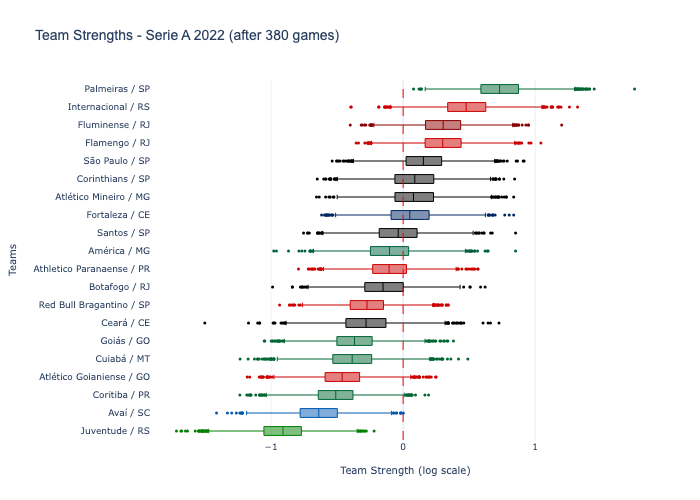 Team Strengths - Serie A 2022 (after 380 games)
Palmeiras / SP
Internacional / RS
Fluminense / RJ
Flamengo / RJ
São Paulo / SP
Corinthians / SP
Atlético Mineiro / MG
Fortaleza / CE
Santos / SP
América / MG
Athletico Paranaense / PR
Botafogo / RJ
Red Bull Bragantino / SP
Ceará / CE
Goiás / GO
Cuiabá / MT
Atlético Goianiense / GO
Coritiba / PR
Avaí / SC
Juventude / RS
Teams
−1 0 1
Team Strength (log scale)